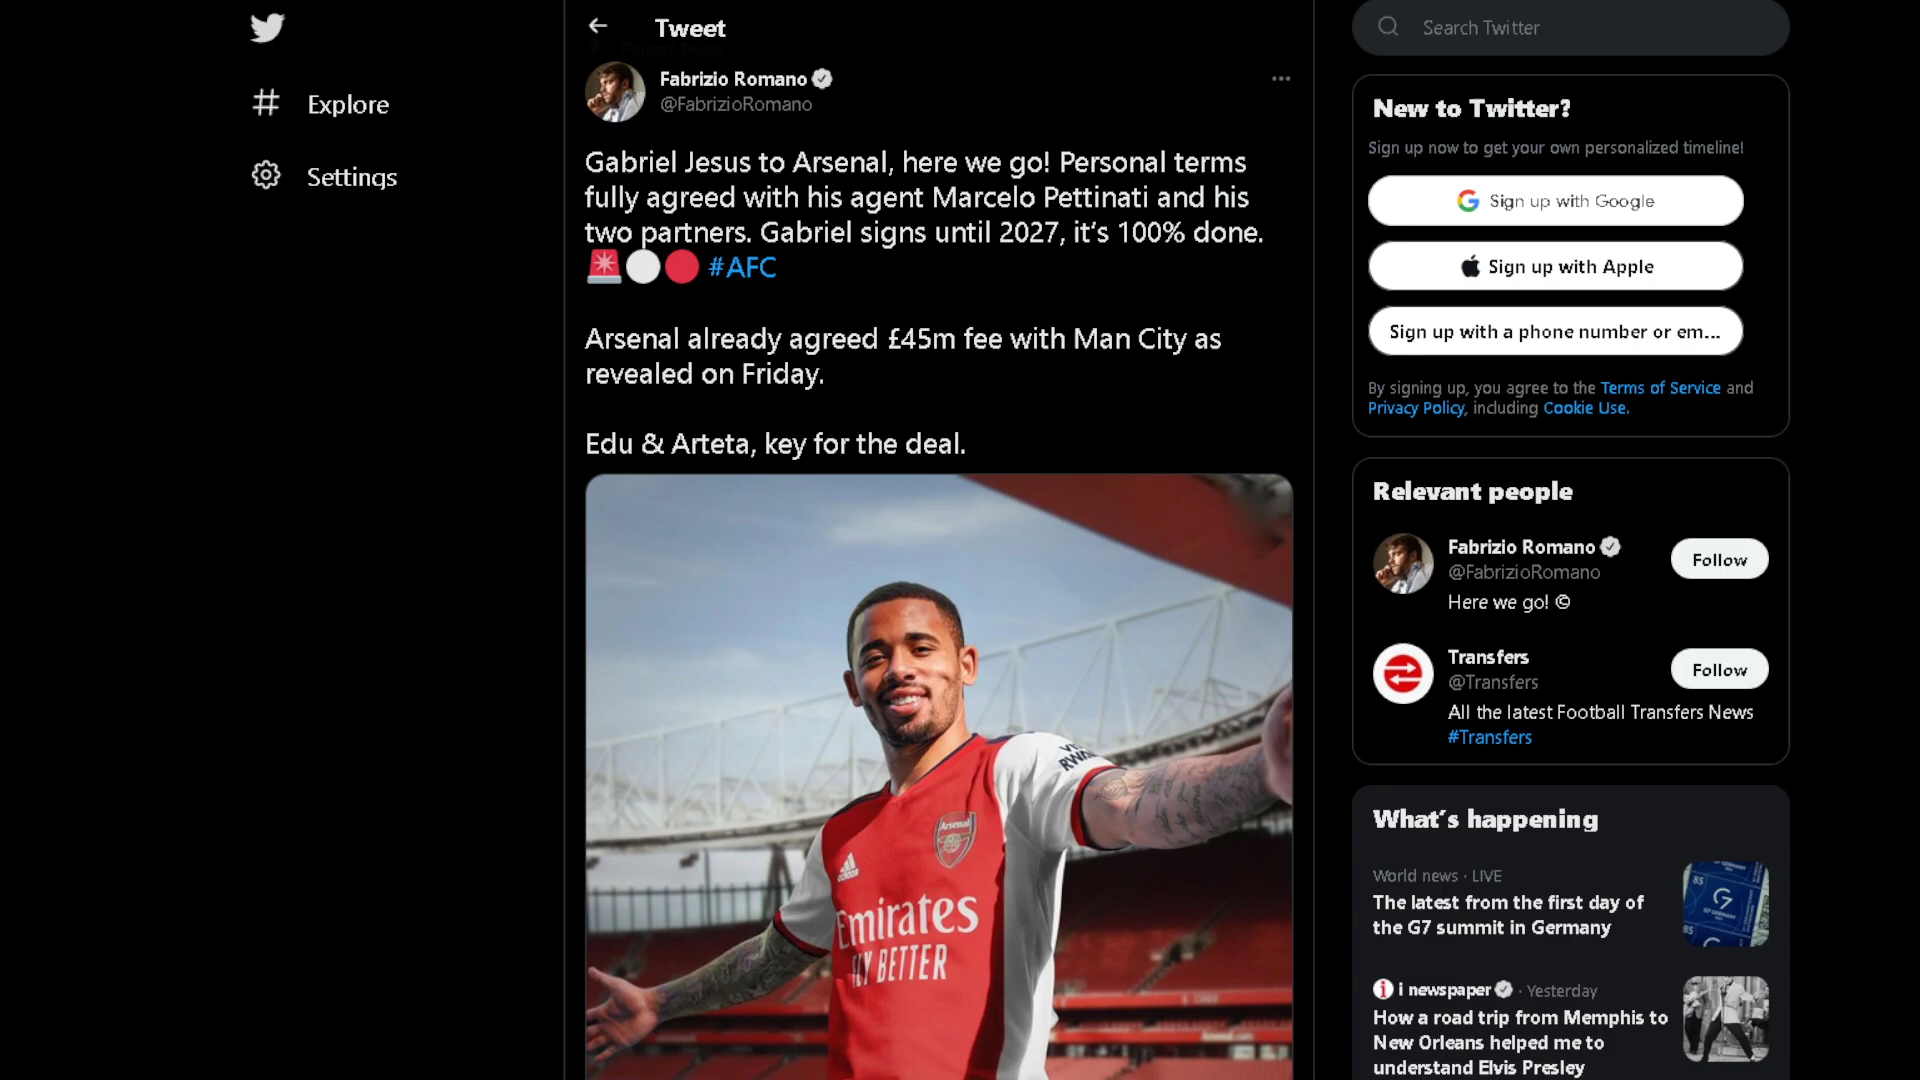 Tweet
Explore
Settings
Fabrizio Romano
@FabrizioRomano
Gabriel Jesus to Arsenal, here we go! Personal terms
fully agreed with his agent Marcelo Pettinati and his
two partners. Gabriel signs until 2027, it’s 100% done.
🚨⚪🔴 #AFC
Arsenal already agreed £45m fee with Man City as
revealed on Friday.
Edu & Arteta, key for the deal.
Arsenal
adidas
Emirates
FLY BETTER
Search Twitter
New to Twitter?
Sign up now to get your own personalized timeline!
Sign up with Google
Sign up with Apple
Sign up with a phone number or em...
By signing up, you agree to the Terms of Service and
Privacy Policy, including Cookie Use.
Relevant people
Fabrizio Romano
@FabrizioRomano
Follow
Here we go! ©
Transfers
@Transfers
Follow
All the latest Football Transfers News
#Transfers
What’s happening
World news · LIVE
The latest from the first day of
the G7 summit in Germany
G7 GERMANY
i newspaper · Yesterday
How a road trip from Memphis to
New Orleans helped me to
understand Elvis Presley